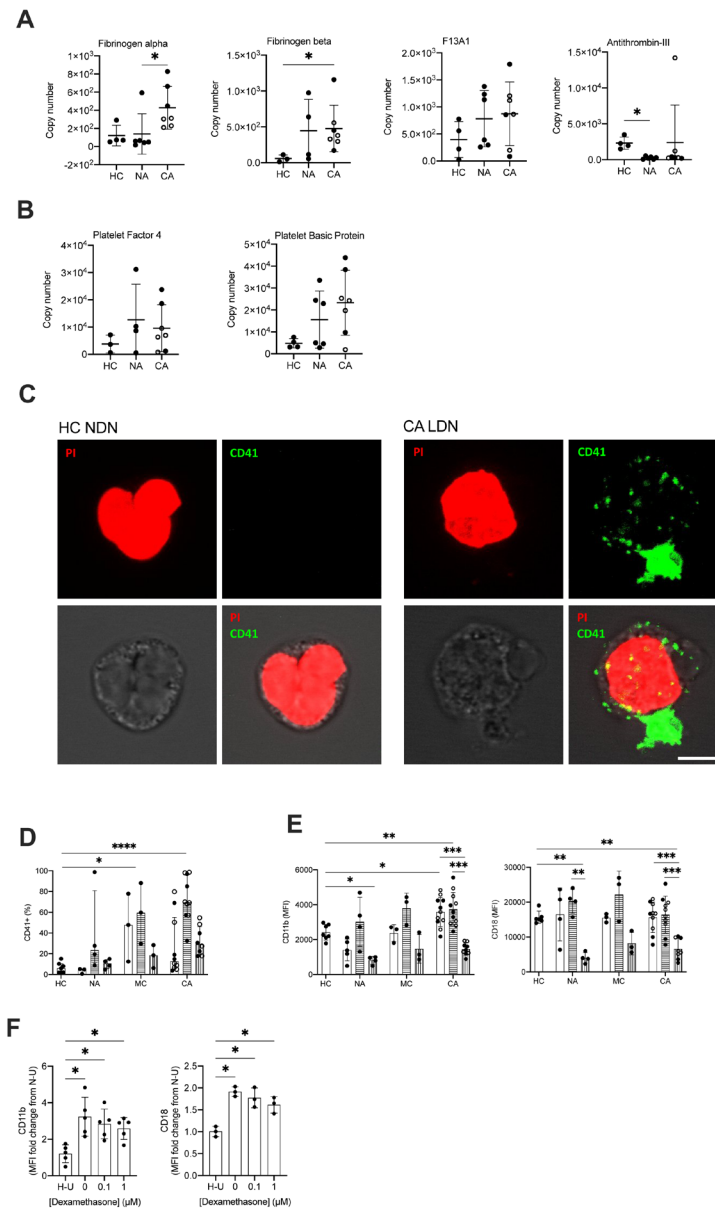 A
Fibrinogen alpha
Copy number
1×10³
8×10²
6×10²
4×10²
2×10²
0
-2×10²
*
HC NA CA
Fibrinogen beta
Copy number
1.5×10³
1.0×10³
5.0×10²
0.0
*
HC NA CA
F13A1
Copy number
2.0×10³
1.5×10³
1.0×10³
5.0×10²
0.0
HC NA CA
Antithrombin-III
Copy number
1.5×10⁴
1.0×10⁴
5.0×10³
0.0
*
HC NA CA
B
Platelet Factor 4
Copy number
4×10⁴
3×10⁴
2×10⁴
1×10⁴
0
HC NA CA
Platelet Basic Protein
Copy number
5×10⁴
4×10⁴
3×10⁴
2×10⁴
1×10⁴
0
HC NA CA
C
HC NDN
PI
CD41
PI
CD41
CA LDN
PI
CD41
PI
CD41
D
CD41+ (%)
100
80
60
40
20
0
****
*
HC NA MC CA
E
CD11b (MFI)
6000
4000
2000
0
**
*
***
*
***
HC NA MC CA
CD18 (MFI)
30000
20000
10000
0
**
**
***
**
***
HC NA MC CA
F
CD11b
(MFI fold change from N-U)
6
4
2
0
*
*
*
H-U 0 0.1 1
[Dexamethasone] (µM)
CD18
(MFI fold change from N-U)
2.5
2.0
1.5
1.0
0.5
0.0
*
*
*
H-U 0 0.1 1
[Dexamethasone] (µM)